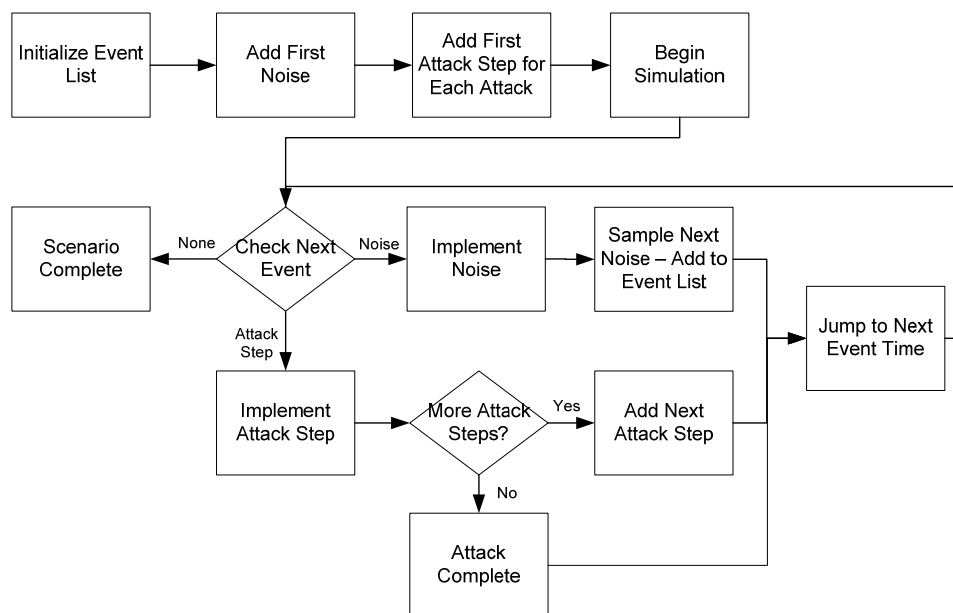 Initialize Event
List
Add First
Noise
Add First
Attack Step for
Each Attack
Begin
Simulation
Scenario
Complete
None
Check Next
Event
Noise
Implement
Noise
Sample Next
Noise – Add to
Event List
Jump to Next
Event Time
Attack
Step
Implement
Attack Step
More Attack
Steps?
Yes
Add Next
Attack Step
No
Attack
Complete